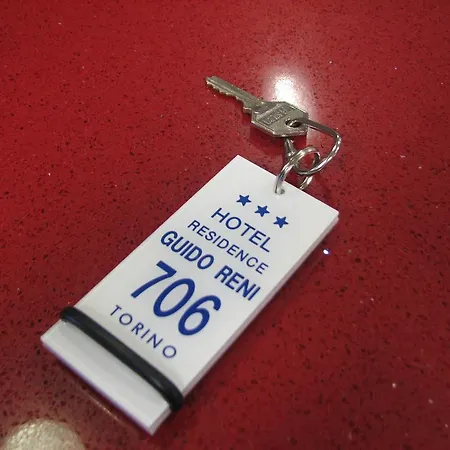 ★★★
HOTEL
RESIDENCE
GUIDO RENI
706
TORINO